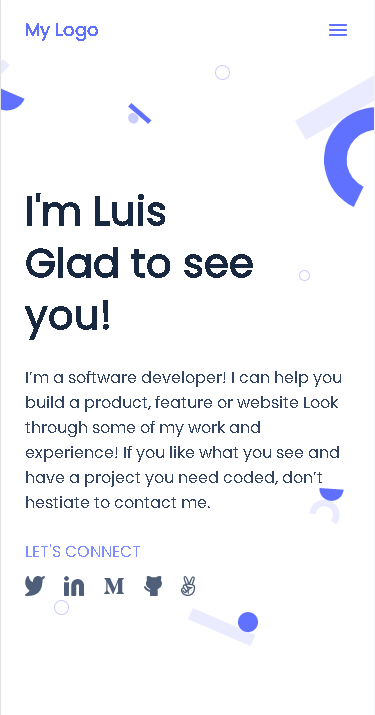 My Logo
I'm Luis
Glad to see
you!
I’m a software developer! I can help you
build a product, feature or website Look
through some of my work and
experience! If you like what you see and
have a project you need coded, don’t
hestiate to contact me.
LET'S CONNECT